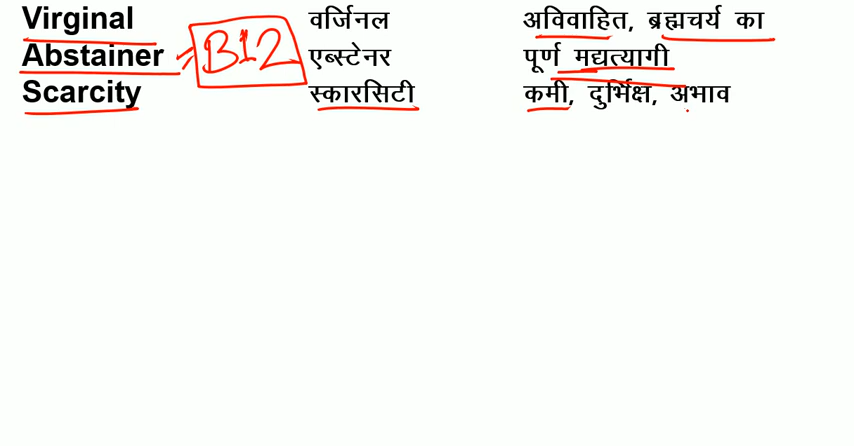 Virginal वर्जिनल अविवाहित, ब्रह्मचर्य का
Abstainer B12 एब्स्टेनर पूर्ण मद्यत्यागी
Scarcity स्कारसिटी कमी, दुर्भिक्ष, अभाव